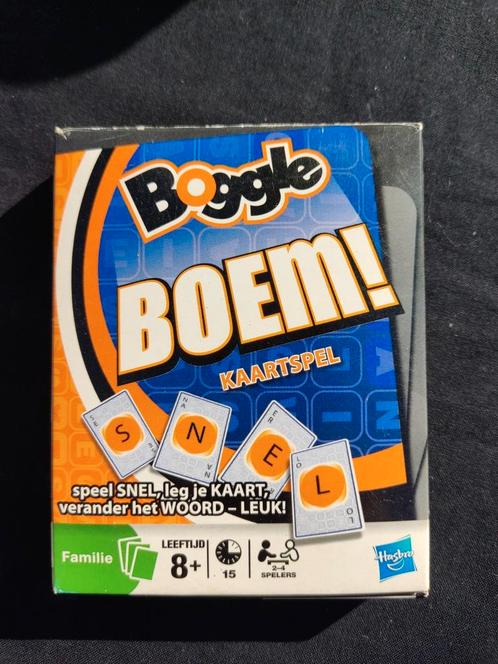 Boggle
BOEM!
KAARTSPEL
S
N
E
L
speel SNEL, leg je KAART,
verander het WOORD – LEUK!
Familie
LEEFTIJD
8+
15
2-4
SPELERS
Hasbro